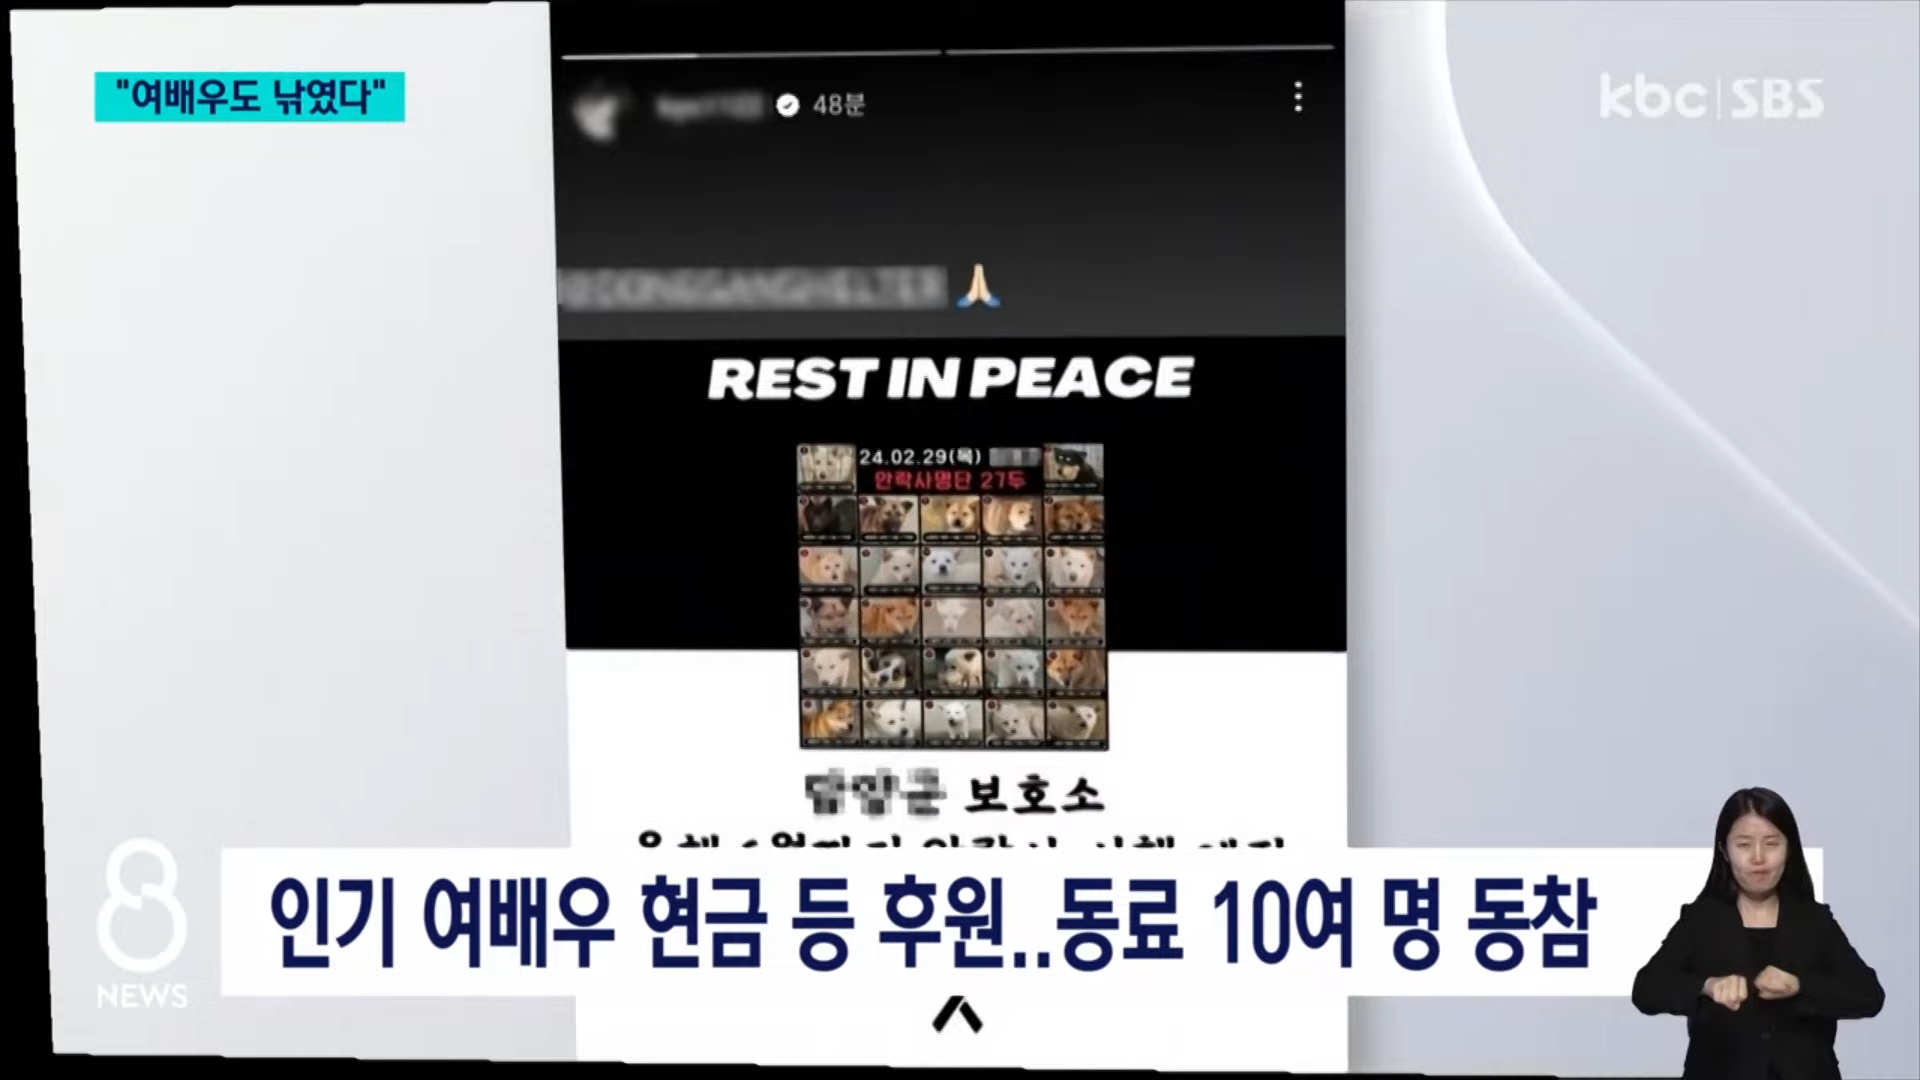 "여배우도 낚였다"
kbc SBS
48분
REST IN PEACE
24.02.29(목)
안락사명단 27두
보호소
인기 여배우 현금 등 후원..동료 10여 명 동참
8
NEWS